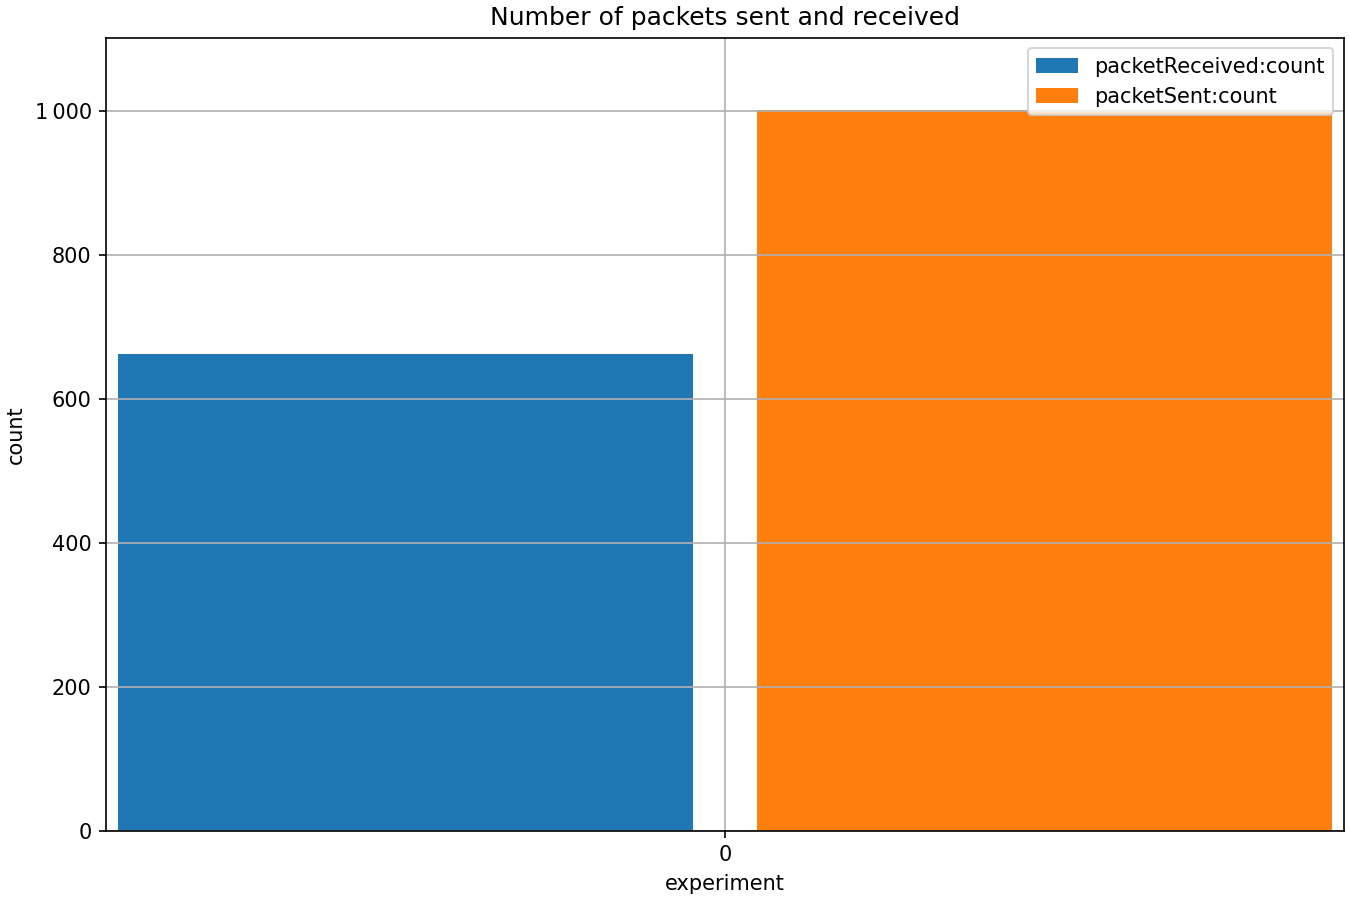 Number of packets sent and received
packetReceived:count
packetSent:count
1 000
800
600
400
200
0
count
0
experiment